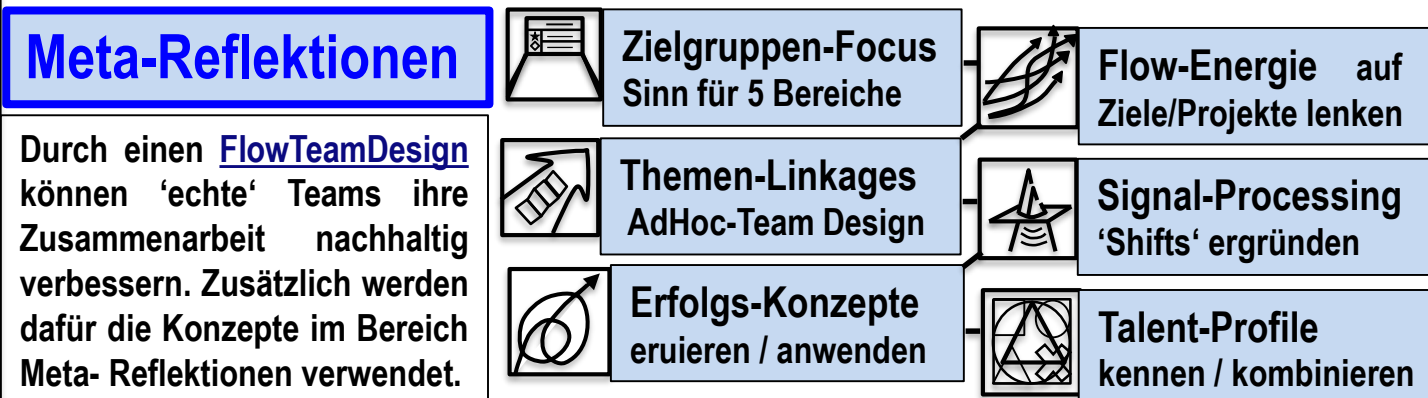 Meta-Reflektionen
Durch einen FlowTeamDesign
können ‘echte‘ Teams ihre
Zusammenarbeit nachhaltig
verbessern. Zusätzlich werden
dafür die Konzepte im Bereich
Meta- Reflektionen verwendet.
Zielgruppen-Focus
Sinn für 5 Bereiche
Flow-Energie auf
Ziele/Projekte lenken
Themen-Linkages
AdHoc-Team Design
Signal-Processing
‘Shifts‘ ergründen
Erfolgs-Konzepte
eruieren / anwenden
Talent-Profile
kennen / kombinieren